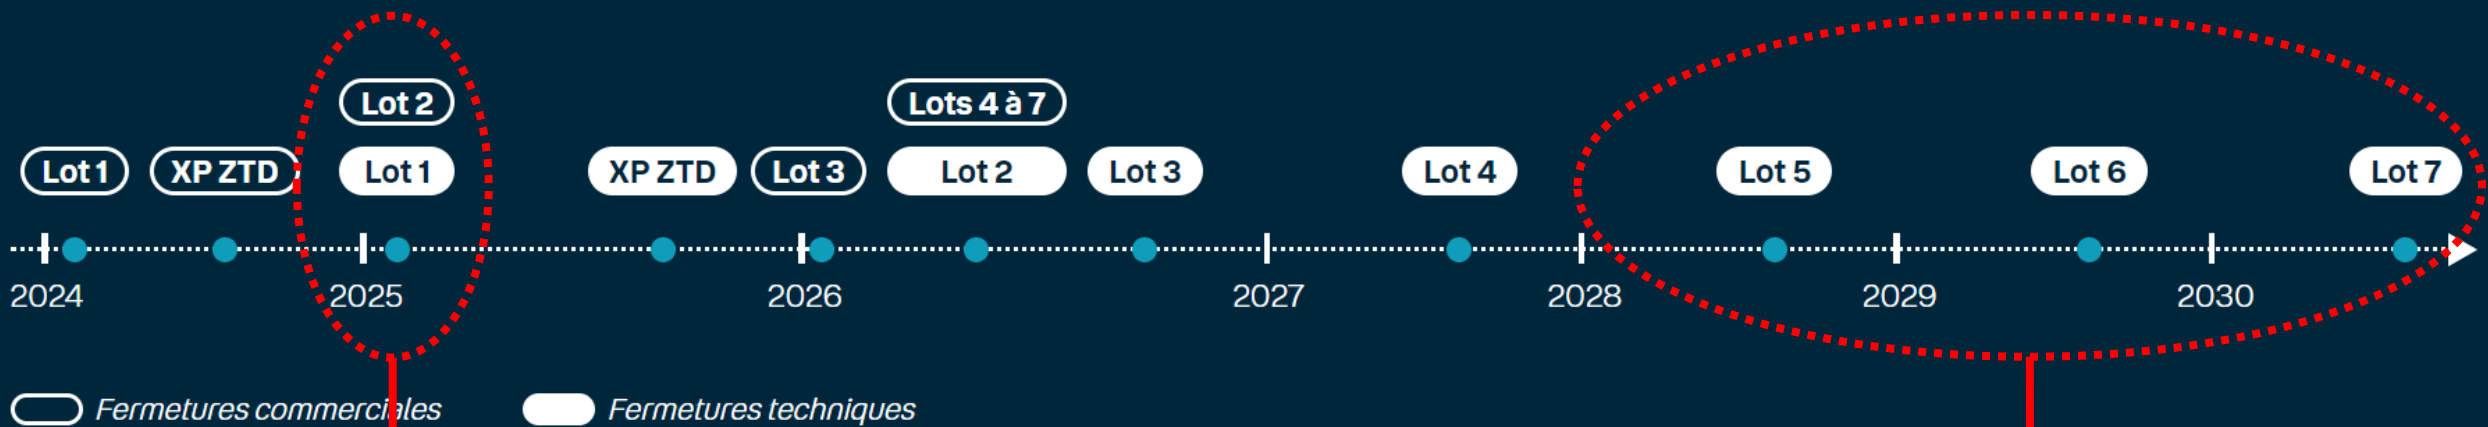 Lot 2
Lots 4 à 7
Lot 1
XP ZTD
Lot 1
XP ZTD
Lot 3
Lot 2
Lot 3
Lot 4
Lot 5
Lot 6
Lot 7
2024
2025
2026
2027
2028
2029
2030
Fermetures commerciales
Fermetures techniques